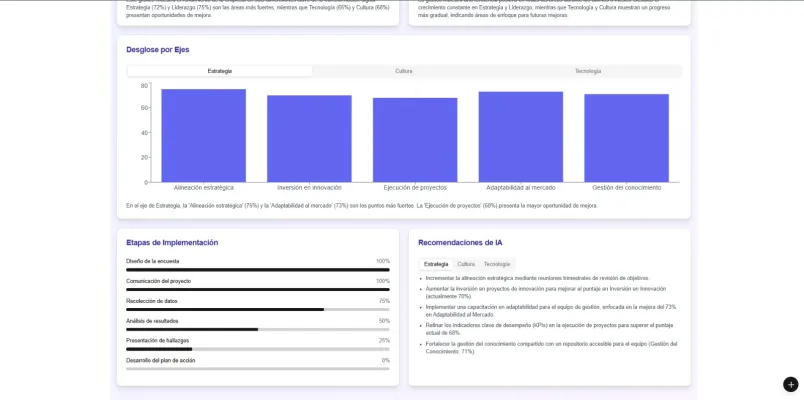 Estrategia (72%) y Liderazgo (75%) son las áreas más fuertes, mientras que Tecnología (65%) y Cultura (68%)
presentan oportunidades de mejora.
crecimiento constante en Estrategia y Liderazgo, mientras que Tecnología y Cultura muestran un progreso
más gradual, indicando áreas de enfoque para futuras mejoras.
Desglose por Ejes
Estrategia Cultura Tecnología
80
60
40
20
0
Alineación estratégica Inversión en innovación Ejecución de proyectos Adaptabilidad al mercado Gestión del conocimiento
En el eje de Estrategia, la 'Alineación estratégica' (75%) y la 'Adaptabilidad al mercado' (73%) son los puntos más fuertes. La 'Ejecución de proyectos' (68%) presenta la mayor oportunidad de mejora.
Etapas de Implementación
Diseño de la encuesta 100%
Comunicación del proyecto 100%
Recolección de datos 75%
Análisis de resultados 50%
Presentación de hallazgos 25%
Desarrollo del plan de acción 0%
Recomendaciones de IA
Estrategia Cultura Tecnología
• Incrementar la alineación estratégica mediante reuniones trimestrales de revisión de objetivos.
• Aumentar la inversión en proyectos de innovación para mejorar el puntaje en Inversión en Innovación
(actualmente 70%).
• Implementar una capacitación en adaptabilidad para el equipo de gestión, enfocada en la mejora del 73%
en Adaptabilidad al Mercado.
• Refinar los indicadores clave de desempeño (KPIs) en la ejecución de proyectos para superar el puntaje
actual de 68%.
• Fortalecer la gestión del conocimiento compartido con un repositorio accesible para el equipo (Gestión del
Conocimiento: 71%).